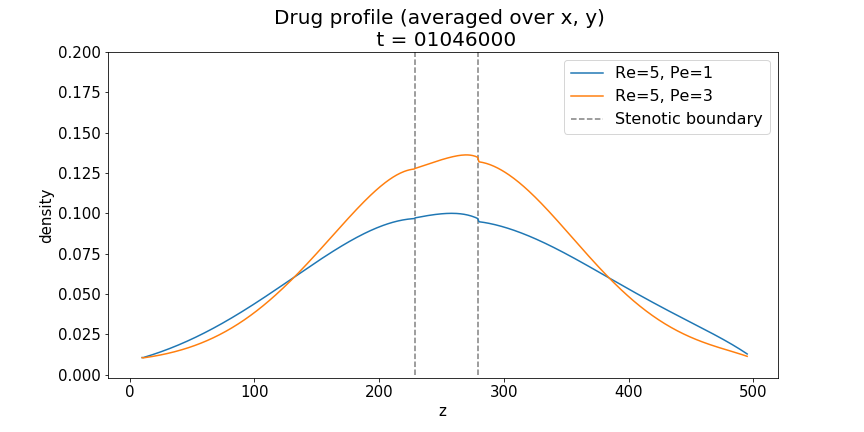 Drug profile (averaged over x, y)
t = 01046000
0.200
0.175
0.150
0.125
0.100
0.075
0.050
0.025
0.000
density
Re=5, Pe=1
Re=5, Pe=3
Stenotic boundary
0 100 200 300 400 500
z